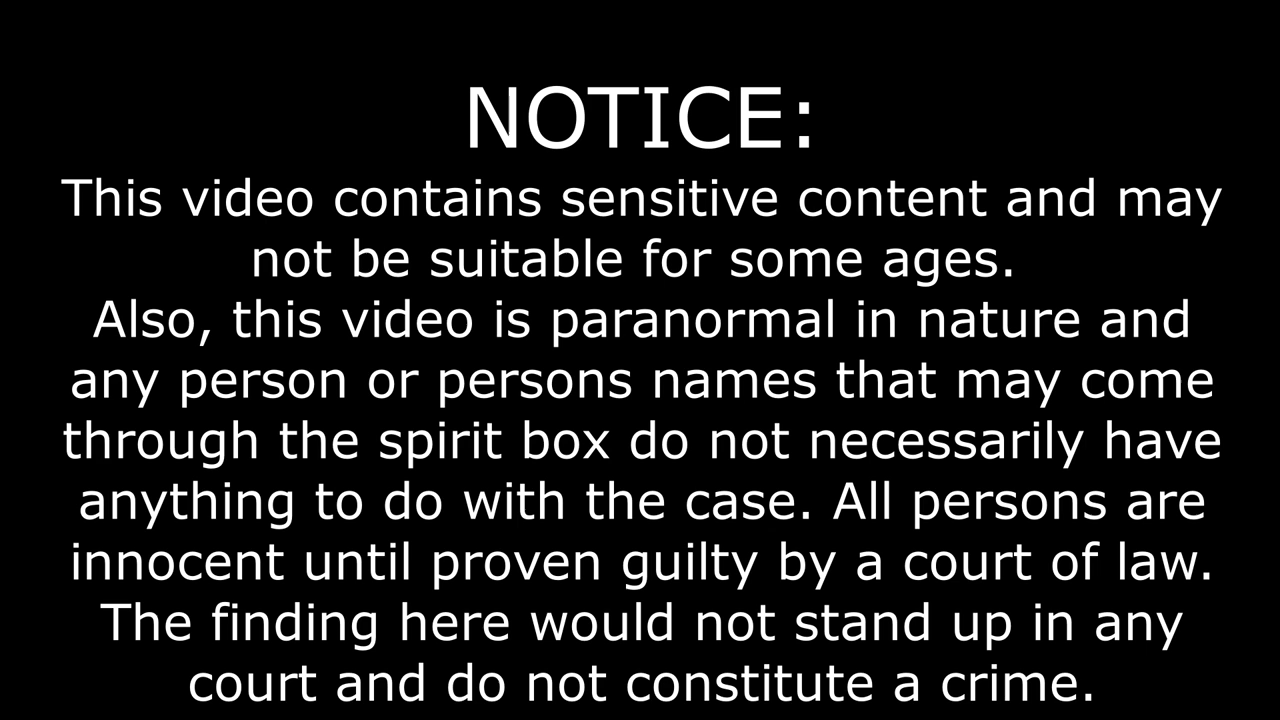 NOTICE:
This video contains sensitive content and may
not be suitable for some ages.
Also, this video is paranormal in nature and
any person or persons names that may come
through the spirit box do not necessarily have
anything to do with the case. All persons are
innocent until proven guilty by a court of law.
The finding here would not stand up in any
court and do not constitute a crime.